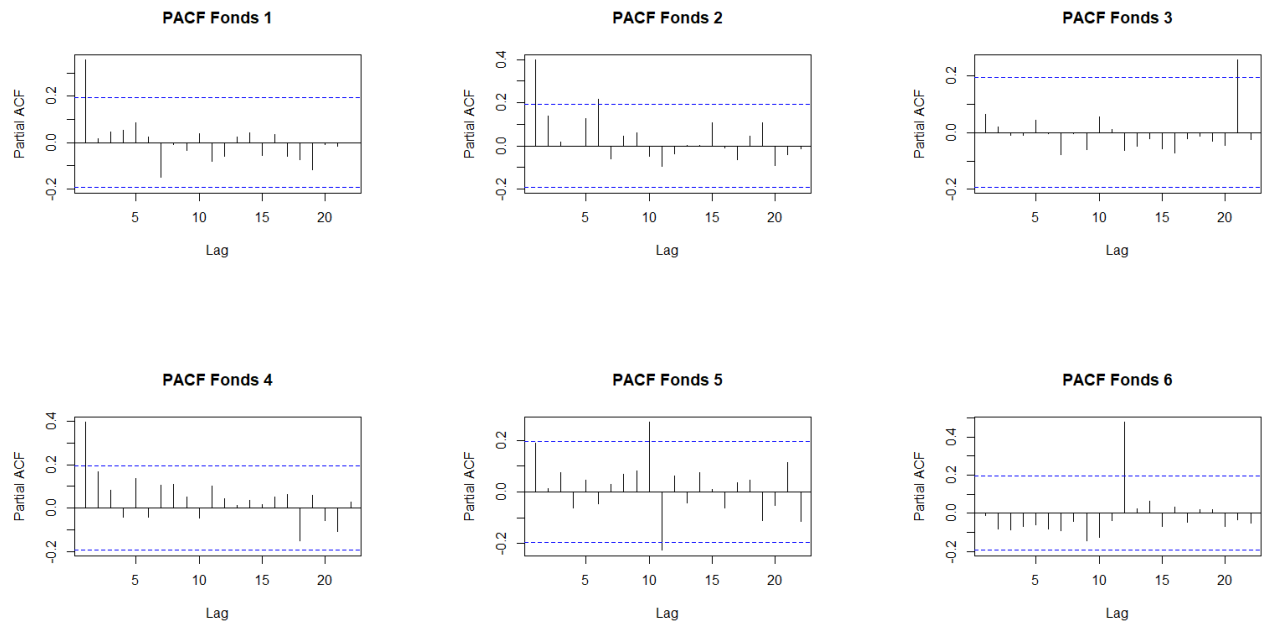 PACF Fonds 1
Partial ACF
-0.2 0.0 0.2
5 10 15 20
Lag
PACF Fonds 2
Partial ACF
-0.2 0.0 0.2 0.4
5 10 15 20
Lag
PACF Fonds 3
Partial ACF
-0.2 0.0 0.2
5 10 15 20
Lag
PACF Fonds 4
Partial ACF
-0.2 0.0 0.2 0.4
5 10 15 20
Lag
PACF Fonds 5
Partial ACF
-0.2 0.0 0.2
5 10 15 20
Lag
PACF Fonds 6
Partial ACF
-0.2 0.0 0.2 0.4
5 10 15 20
Lag